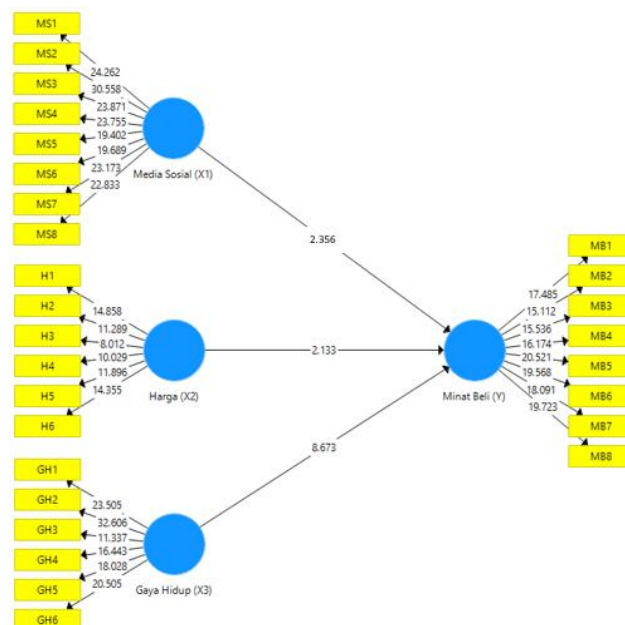 MS1
MS2
MS3
MS4
MS5
MS6
MS7
MS8
24.262
30.558
23.871
23.755
19.402
19.689
23.173
22.833
Media Sosial (X1)
2.356
H1
H2
H3
H4
H5
H6
14.858
11.289
8.012
10.029
11.896
14.355
Harga (X2)
2.133
GH1
GH2
GH3
GH4
GH5
GH6
23.505
32.606
11.337
16.443
18.028
20.505
Gaya Hidup (X3)
8.673
Minat Beli (Y)
17.485
15.112
15.536
16.174
20.521
19.568
18.091
19.723
MB1
MB2
MB3
MB4
MB5
MB6
MB7
MB8